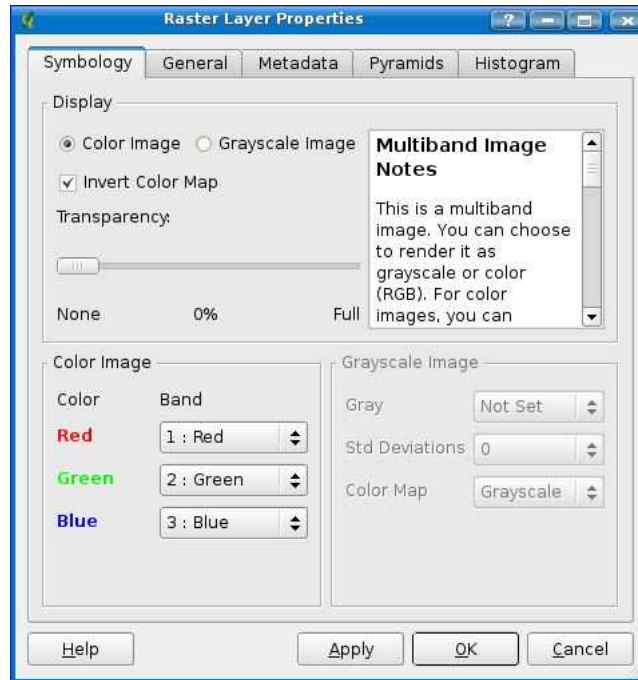 Raster Layer Properties
Symbology
General
Metadata
Pyramids
Histogram
Display
Color Image
Grayscale Image
Invert Color Map
Transparency:
None
0%
Full
Multiband Image
Notes
This is a multiband
image. You can choose
to render it as
grayscale or color
(RGB). For color
images, you can
Color Image
Color
Band
Red
1 : Red
Green
2 : Green
Blue
3 : Blue
Grayscale Image
Gray
Not Set
Std Deviations
0
Color Map
Grayscale
Help
Apply
OK
Cancel